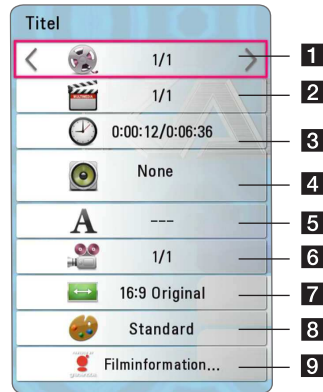 Titel
1/1 1
1/1 2
0:00:12/0:06:36 3
None 4
A --- 5
1/1 6
16:9 Original 7
Standard 8
Filminformation... 9